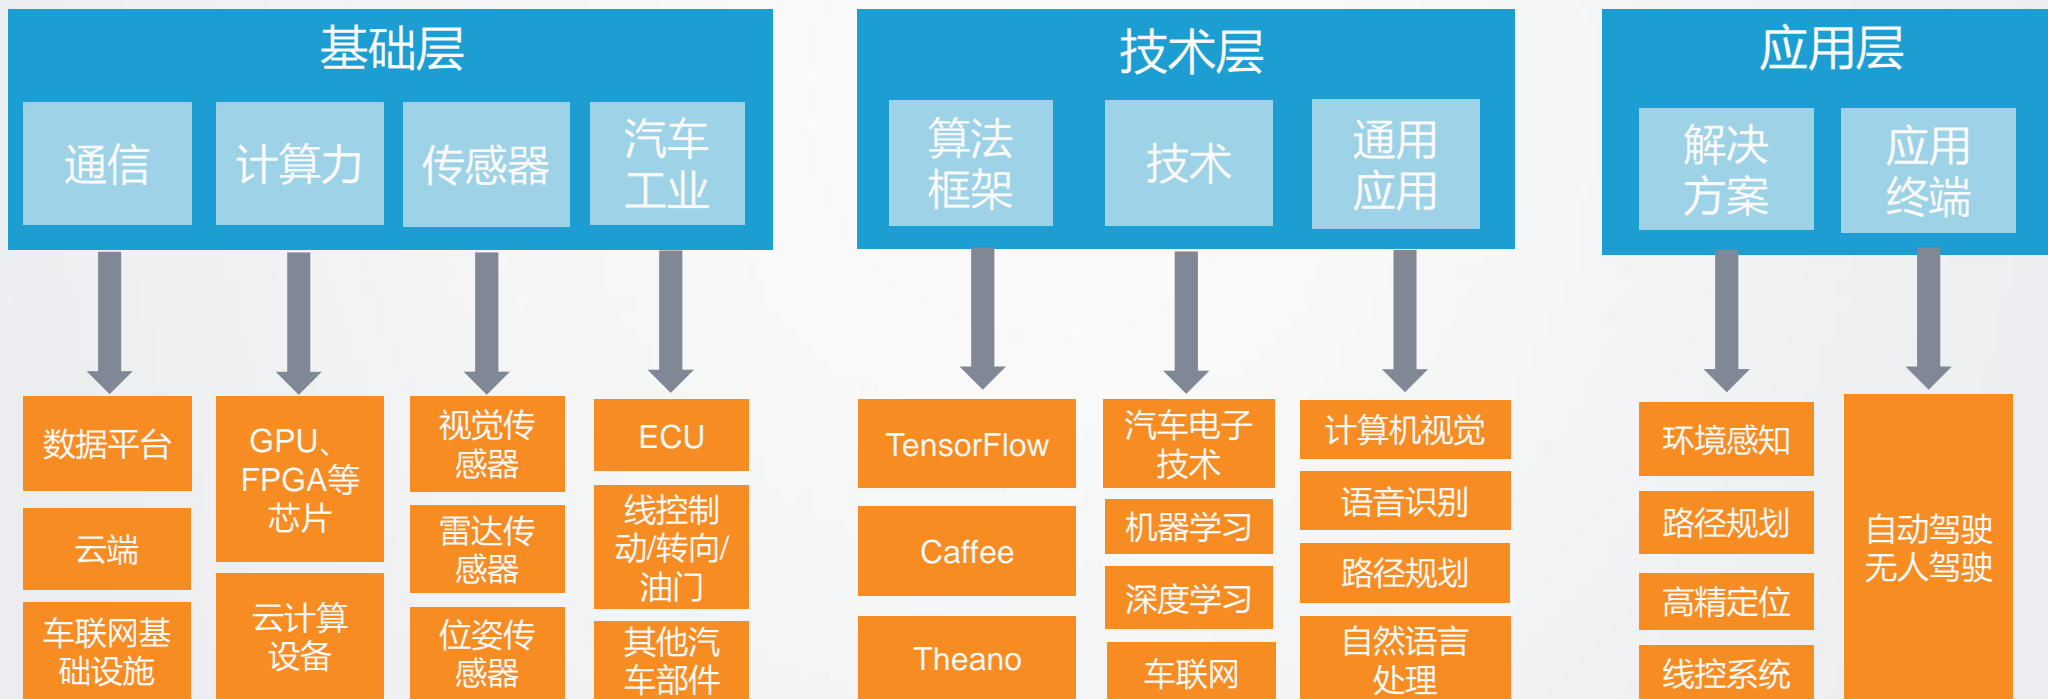 基础层
通信
计算力
传感器
汽车
工业
数据平台
云端
车联网基
础设施
GPU、
FPGA等
芯片
云计算
设备
视觉传
感器
雷达传
感器
位姿传
感器
ECU
线控制
动/转向/
油门
其他汽
车部件
技术层
算法
框架
技术
通用
应用
TensorFlow
Caffee
Theano
汽车电子
技术
机器学习
深度学习
车联网
计算机视觉
语音识别
路径规划
自然语言
处理
应用层
解决
方案
应用
终端
环境感知
路径规划
高精定位
线控系统
自动驾驶
无人驾驶